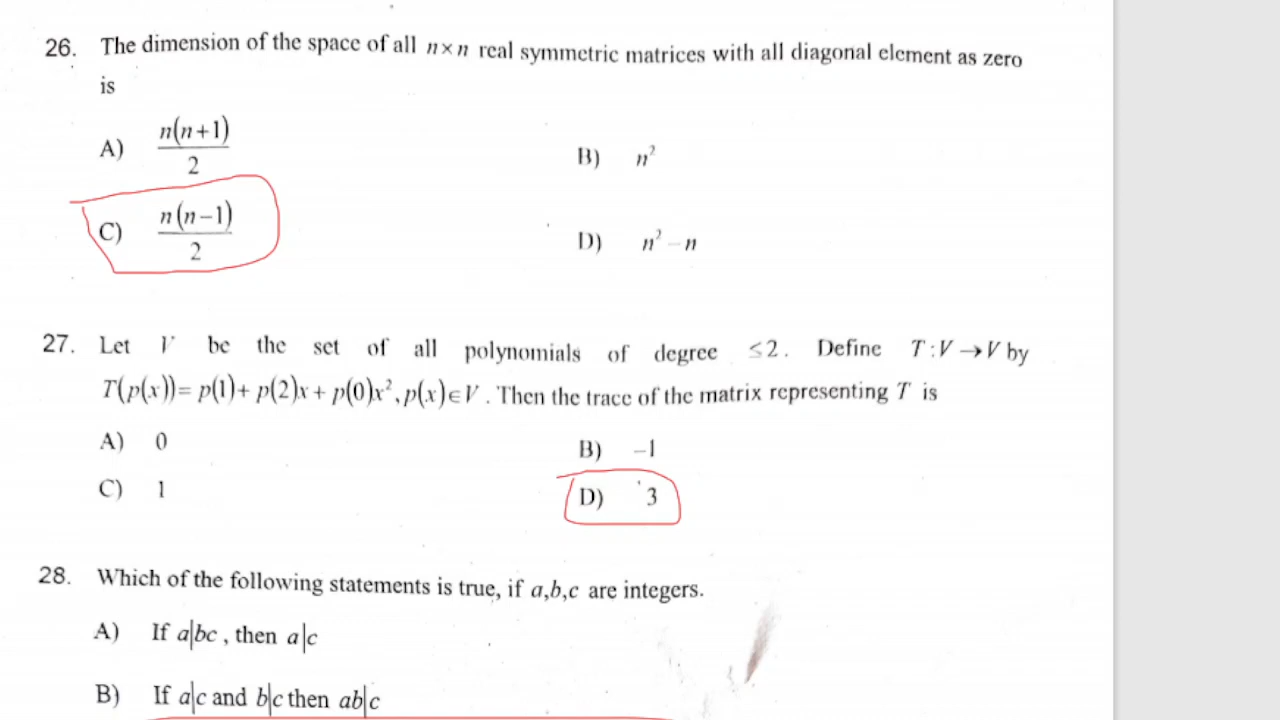 26. The dimension of the space of all n×n real symmetric matrices with all diagonal element as zero
is
A) n(n+1)/2 B) n²
C) n(n−1)/2 D) n² − n
27. Let V be the set of all polynomials of degree ≤2. Define T:V→V by
T(p(x))= p(1)+ p(2)x + p(0)x², p(x)∈V. Then the trace of the matrix representing T is
A) 0 B) −1
C) 1 D) 3
28. Which of the following statements is true, if a,b,c are integers.
A) If a|bc, then a|c
B) If a|c and b|c then ab|c